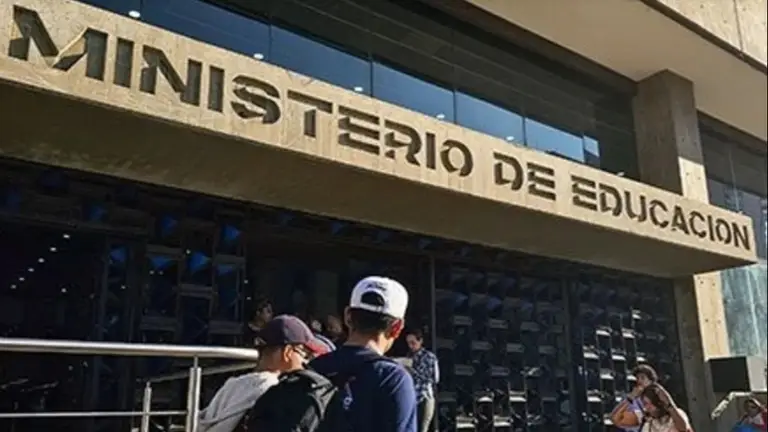 MINISTERIO DE EDUCACION